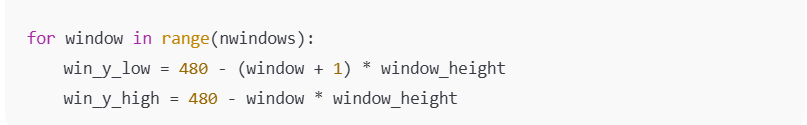 for window in range(nwindows):
    win_y_low = 480 - (window + 1) * window_height
    win_y_high = 480 - window * window_height